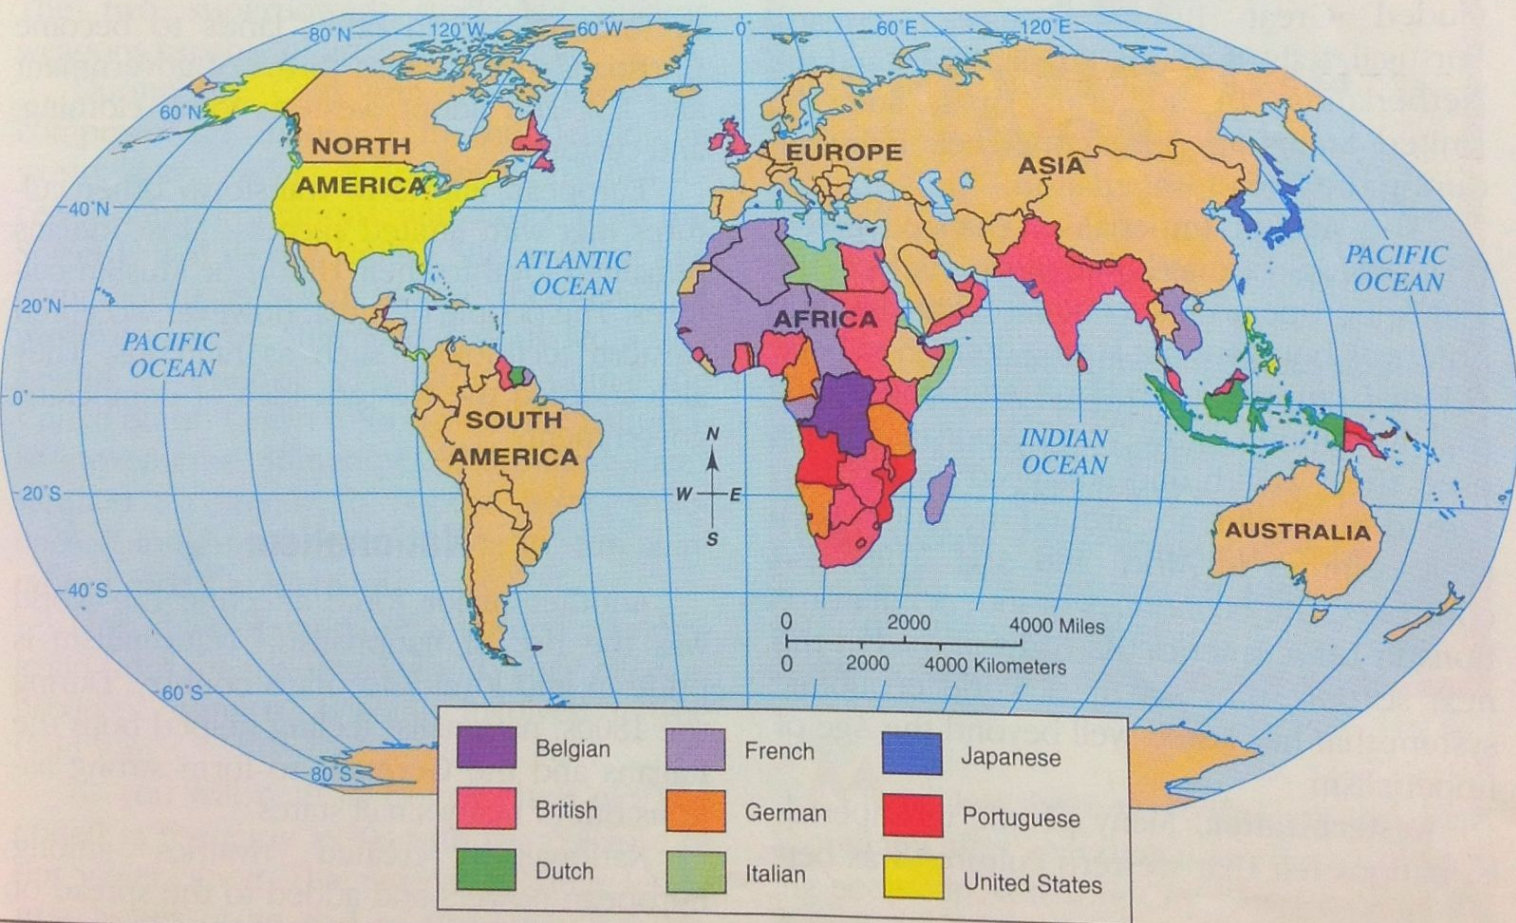 80°N
120°W
60°W
0°
60°E
120°E
60°N
NORTH
AMERICA
EUROPE
ASIA
40°N
ATLANTIC
OCEAN
PACIFIC
OCEAN
20°N
AFRICA
PACIFIC
OCEAN
0°
SOUTH
AMERICA
N
W
E
S
INDIAN
OCEAN
20°S
AUSTRALIA
40°S
0 2000 4000 Miles
0 2000 4000 Kilometers
60°S
80°S
Belgian
French
Japanese
British
German
Portuguese
Dutch
Italian
United States